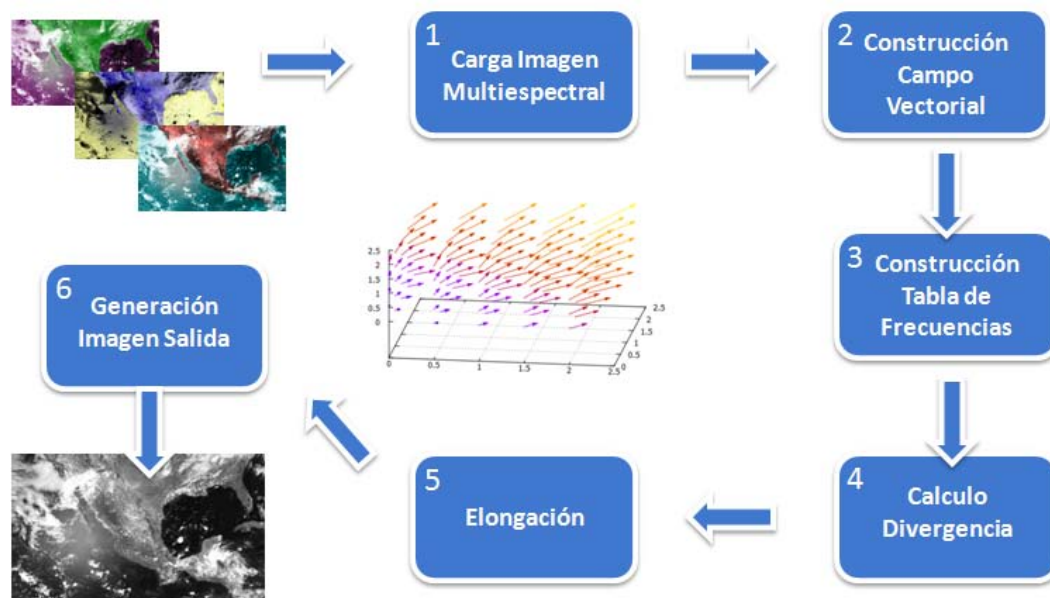 1
Carga Imagen
Multiespectral
2
Construcción
Campo
Vectorial
3
Construcción
Tabla de
Frecuencias
4
Calculo
Divergencia
5
Elongación
6
Generación
Imagen Salida
2.5
2
1.5
1
0.5
0
0
0.5
1
1.5
2
2.5
0
0.5
1
1.5
2
2.5